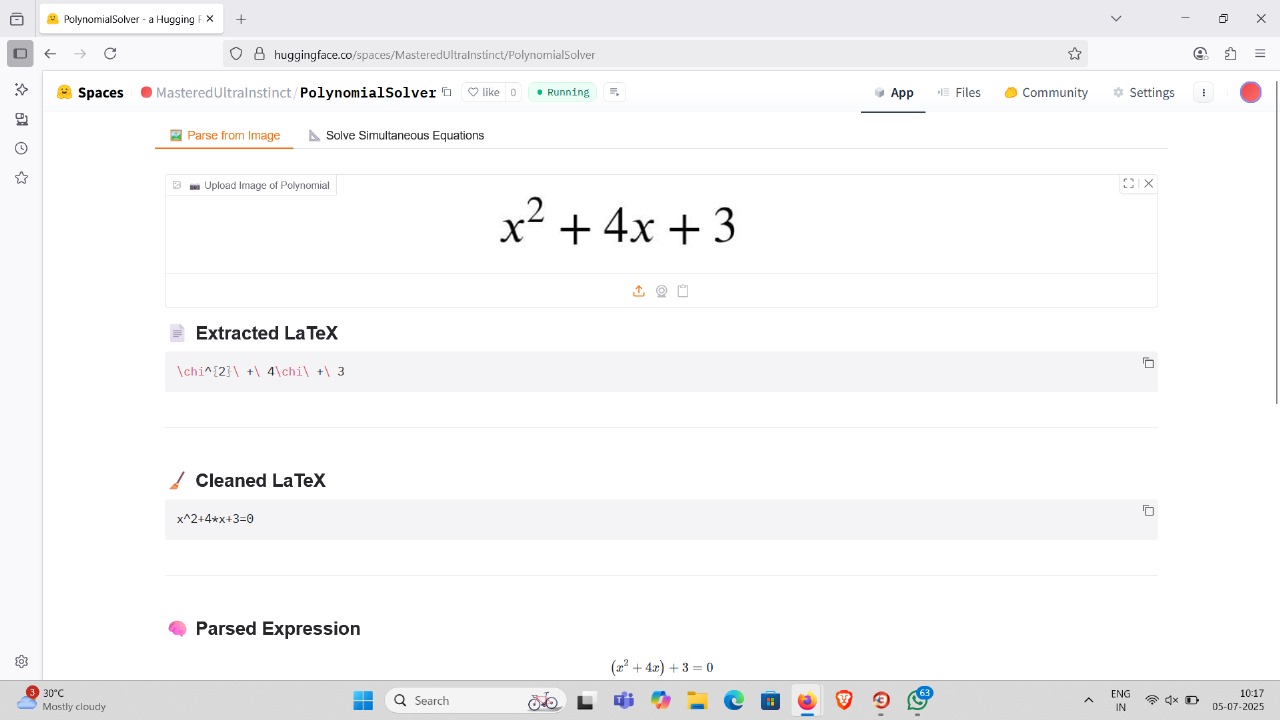 PolynomialSolver - a Hugging F
huggingface.co/spaces/MasteredUltraInstinct/PolynomialSolver
Spaces MasteredUltraInstinct/PolynomialSolver like 0 Running App Files Community Settings
Parse from Image Solve Simultaneous Equations
Upload Image of Polynomial
x² + 4x + 3
Extracted LaTeX
\chi^{2}\ +\ 4\chi\ +\ 3
Cleaned LaTeX
x^2+4*x+3=0
Parsed Expression
(x² + 4x) + 3 = 0
3 30°C
Mostly cloudy
Search
63
ENG
IN
10:17
05-07-2025